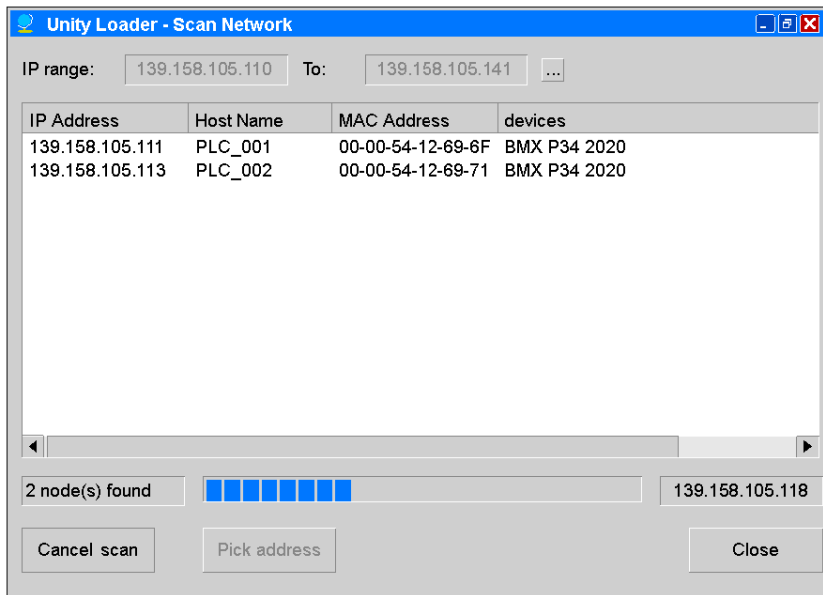 Unity Loader - Scan Network
IP range: 139.158.105.110 To: 139.158.105.141 ...
IP Address Host Name MAC Address devices
139.158.105.111 PLC_001 00-00-54-12-69-6F BMX P34 2020
139.158.105.113 PLC_002 00-00-54-12-69-71 BMX P34 2020
2 node(s) found 139.158.105.118
Cancel scan Pick address Close